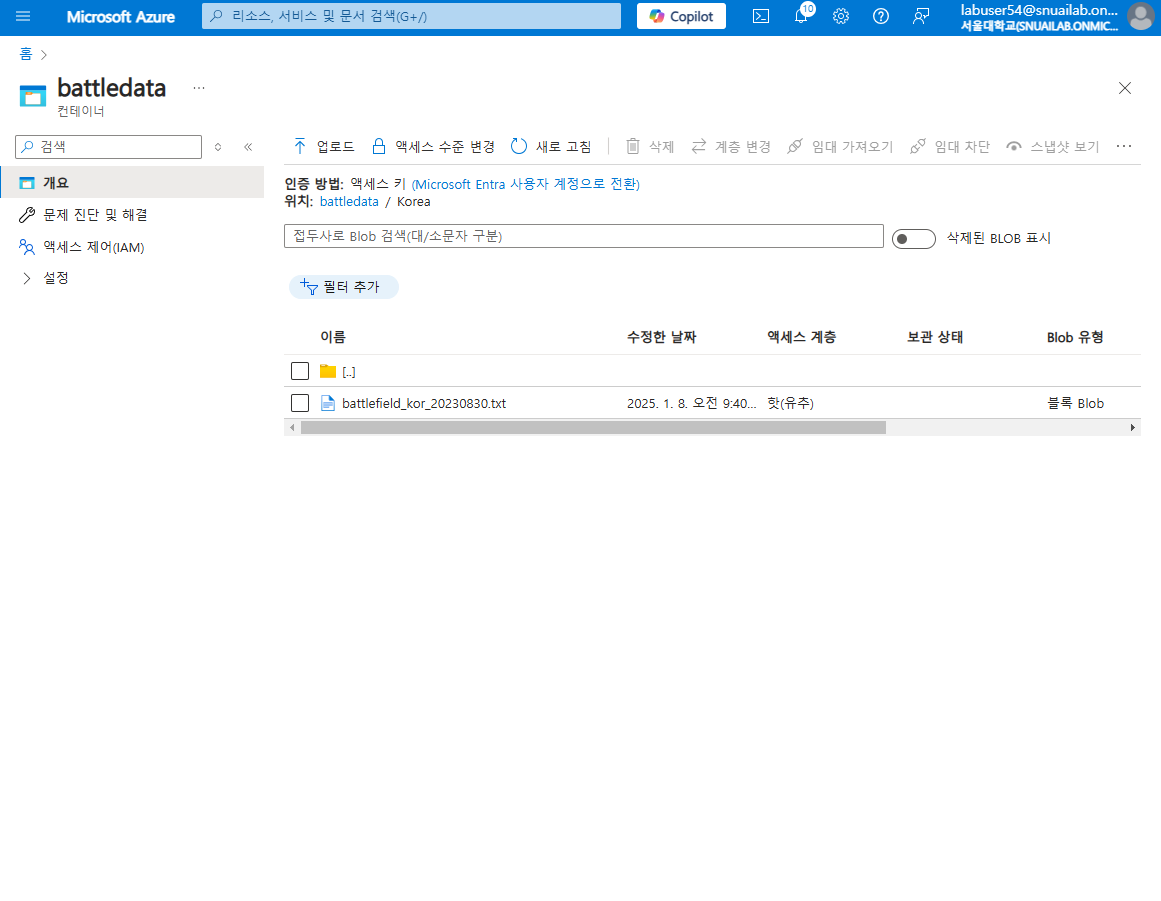 Microsoft Azure
리소스, 서비스 및 문서 검색(G+/)
Copilot
10
labuser54@snuailab.on...
서울대학교(SNUAILAB.ONMIC...
홈
battledata
...
컨테이너
검색
업로드
액세스 수준 변경
새로 고침
삭제
계층 변경
임대 가져오기
임대 차단
스냅샷 보기
...
개요
문제 진단 및 해결
액세스 제어(IAM)
설정
인증 방법: 액세스 키 (Microsoft Entra 사용자 계정으로 전환)
위치: battledata / Korea
접두사로 Blob 검색(대/소문자 구분)
삭제된 BLOB 표시
필터 추가
이름 수정한 날짜 액세스 계층 보관 상태 Blob 유형
[..]
battlefield_kor_20230830.txt 2025. 1. 8. 오전 9:40... 핫(유추) 블록 Blob